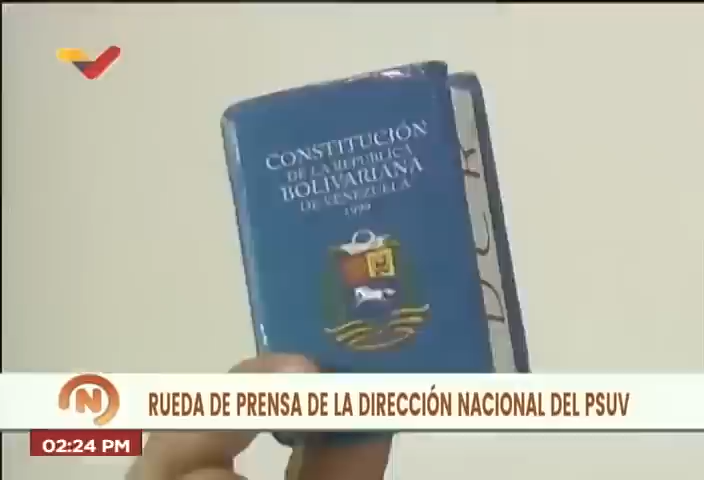 CONSTITUCIÓN
DE LA REPÚBLICA
BOLIVARIANA
DE VENEZUELA
1999
DCR
N
RUEDA DE PRENSA DE LA DIRECCIÓN NACIONAL DEL PSUV
02:24 PM